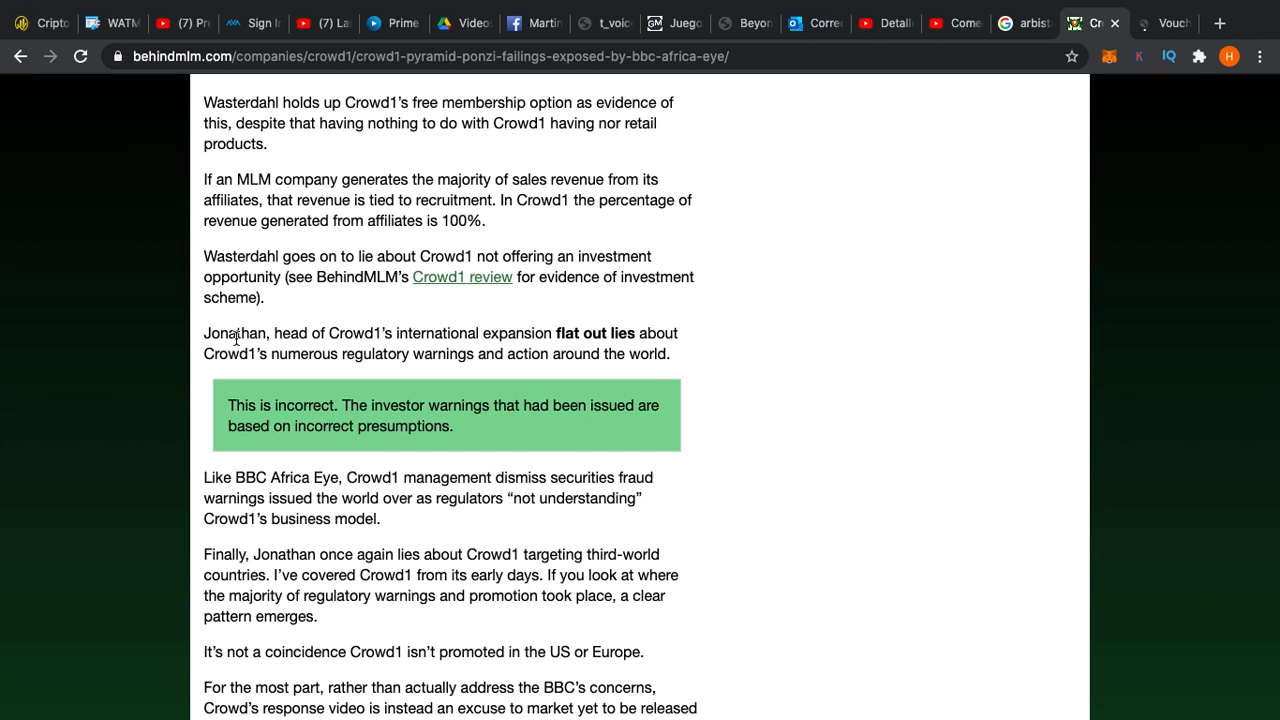 Cripto
WATM
(7) Pr
Sign I
(7) La
Prime
Video
Martin
t_voic
Juego
Beyon
Correc
Detall
Come
arbist
Cr
Vouch
behindmlm.com/companies/crowd1/crowd1-pyramid-ponzi-failings-exposed-by-bbc-africa-eye/
Wasterdahl holds up Crowd1's free membership option as evidence of
this, despite that having nothing to do with Crowd1 having nor retail
products.
If an MLM company generates the majority of sales revenue from its
affiliates, that revenue is tied to recruitment. In Crowd1 the percentage of
revenue generated from affiliates is 100%.
Wasterdahl goes on to lie about Crowd1 not offering an investment
opportunity (see BehindMLM's Crowd1 review for evidence of investment
scheme).
Jonathan, head of Crowd1's international expansion flat out lies about
Crowd1's numerous regulatory warnings and action around the world.
This is incorrect. The investor warnings that had been issued are
based on incorrect presumptions.
Like BBC Africa Eye, Crowd1 management dismiss securities fraud
warnings issued the world over as regulators “not understanding”
Crowd1's business model.
Finally, Jonathan once again lies about Crowd1 targeting third-world
countries. I've covered Crowd1 from its early days. If you look at where
the majority of regulatory warnings and promotion took place, a clear
pattern emerges.
It's not a coincidence Crowd1 isn't promoted in the US or Europe.
For the most part, rather than actually address the BBC's concerns,
Crowd's response video is instead an excuse to market yet to be released